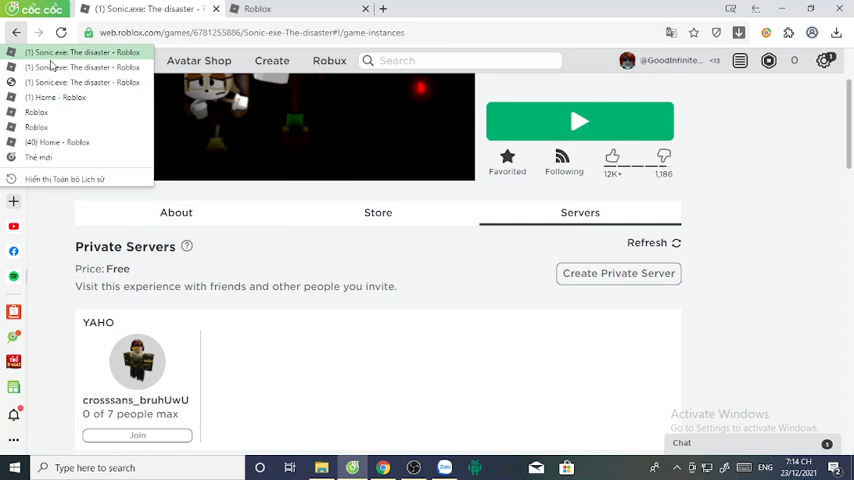 cốc cốc
(1) Sonic.exe: The disaster - Roblox
Roblox
web.roblox.com/games/6781255886/Sonic-exe-The-disaster#!/game-instances
(1) Sonic.exe: The disaster - Roblox
(1) Sonic.exe: The disaster - Roblox
(1) Sonic.exe: The disaster - Roblox
(1) Home - Roblox
Roblox
Roblox
(40) Home - Roblox
Thẻ mới
Hiển thị Toàn bộ Lịch sử
Avatar Shop
Create
Robux
Search
@GoodInfinite...
<13
0
1
Favorited
Following
12K+
1,186
About
Store
Servers
Private Servers
Refresh
Price: Free
Visit this experience with friends and other people you invite.
Create Private Server
YAHO
crosssans_bruhUwU
0 of 7 people max
Join
Activate Windows
Go to Settings to activate Windows.
Chat
1
Type here to search
Zalo
ENG
7:14 CH
23/12/2021
2